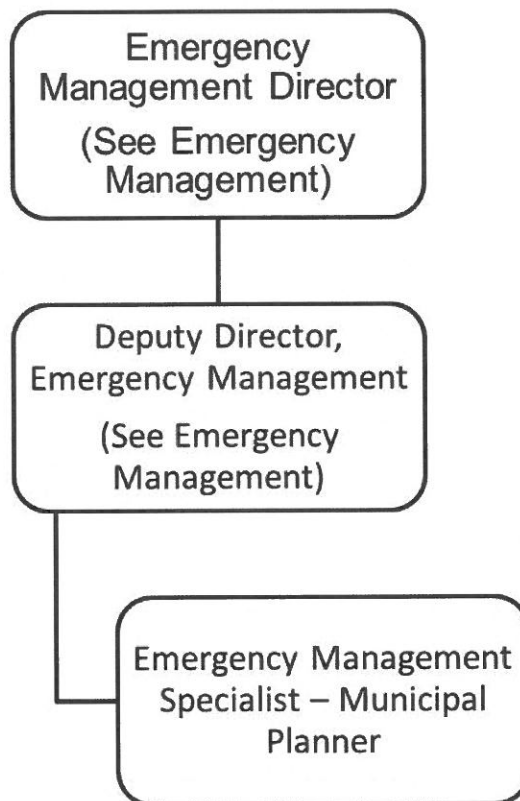 Emergency
Management Director
(See Emergency
Management)
Deputy Director,
Emergency Management
(See Emergency
Management)
Emergency Management
Specialist – Municipal
Planner